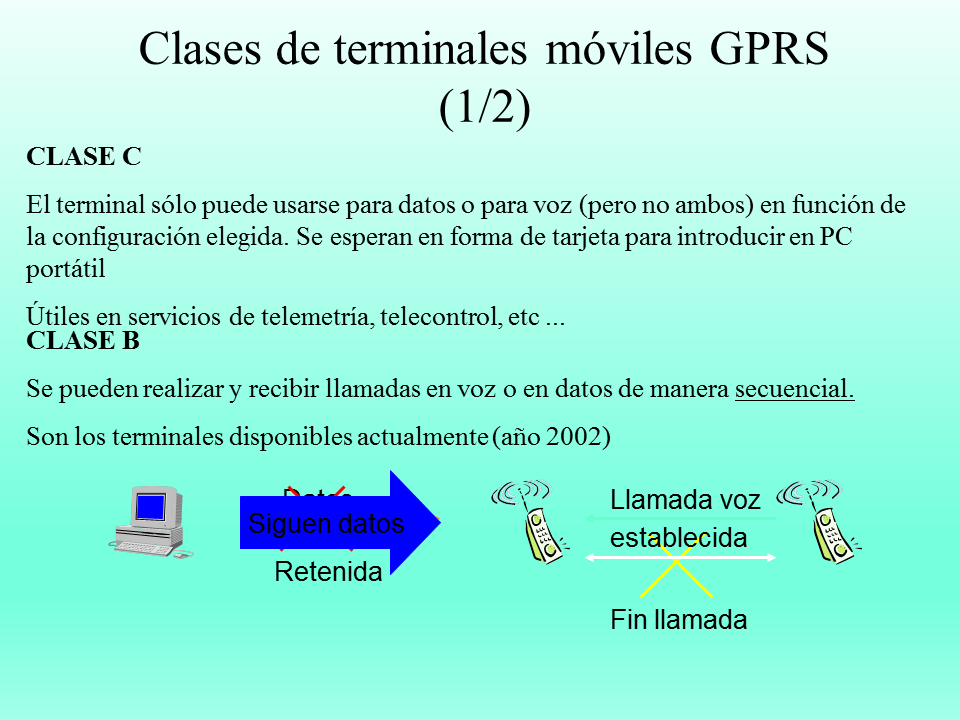 Clases de terminales móviles GPRS
(1/2)
CLASE C
El terminal sólo puede usarse para datos o para voz (pero no ambos) en función de
la configuración elegida. Se esperan en forma de tarjeta para introducir en PC
portátil
Útiles en servicios de telemetría, telecontrol, etc ...
CLASE B
Se pueden realizar y recibir llamadas en voz o en datos de manera secuencial.
Son los terminales disponibles actualmente (año 2002)
Datos
Siguen datos
Retenida
Llamada voz
establecida
Fin llamada